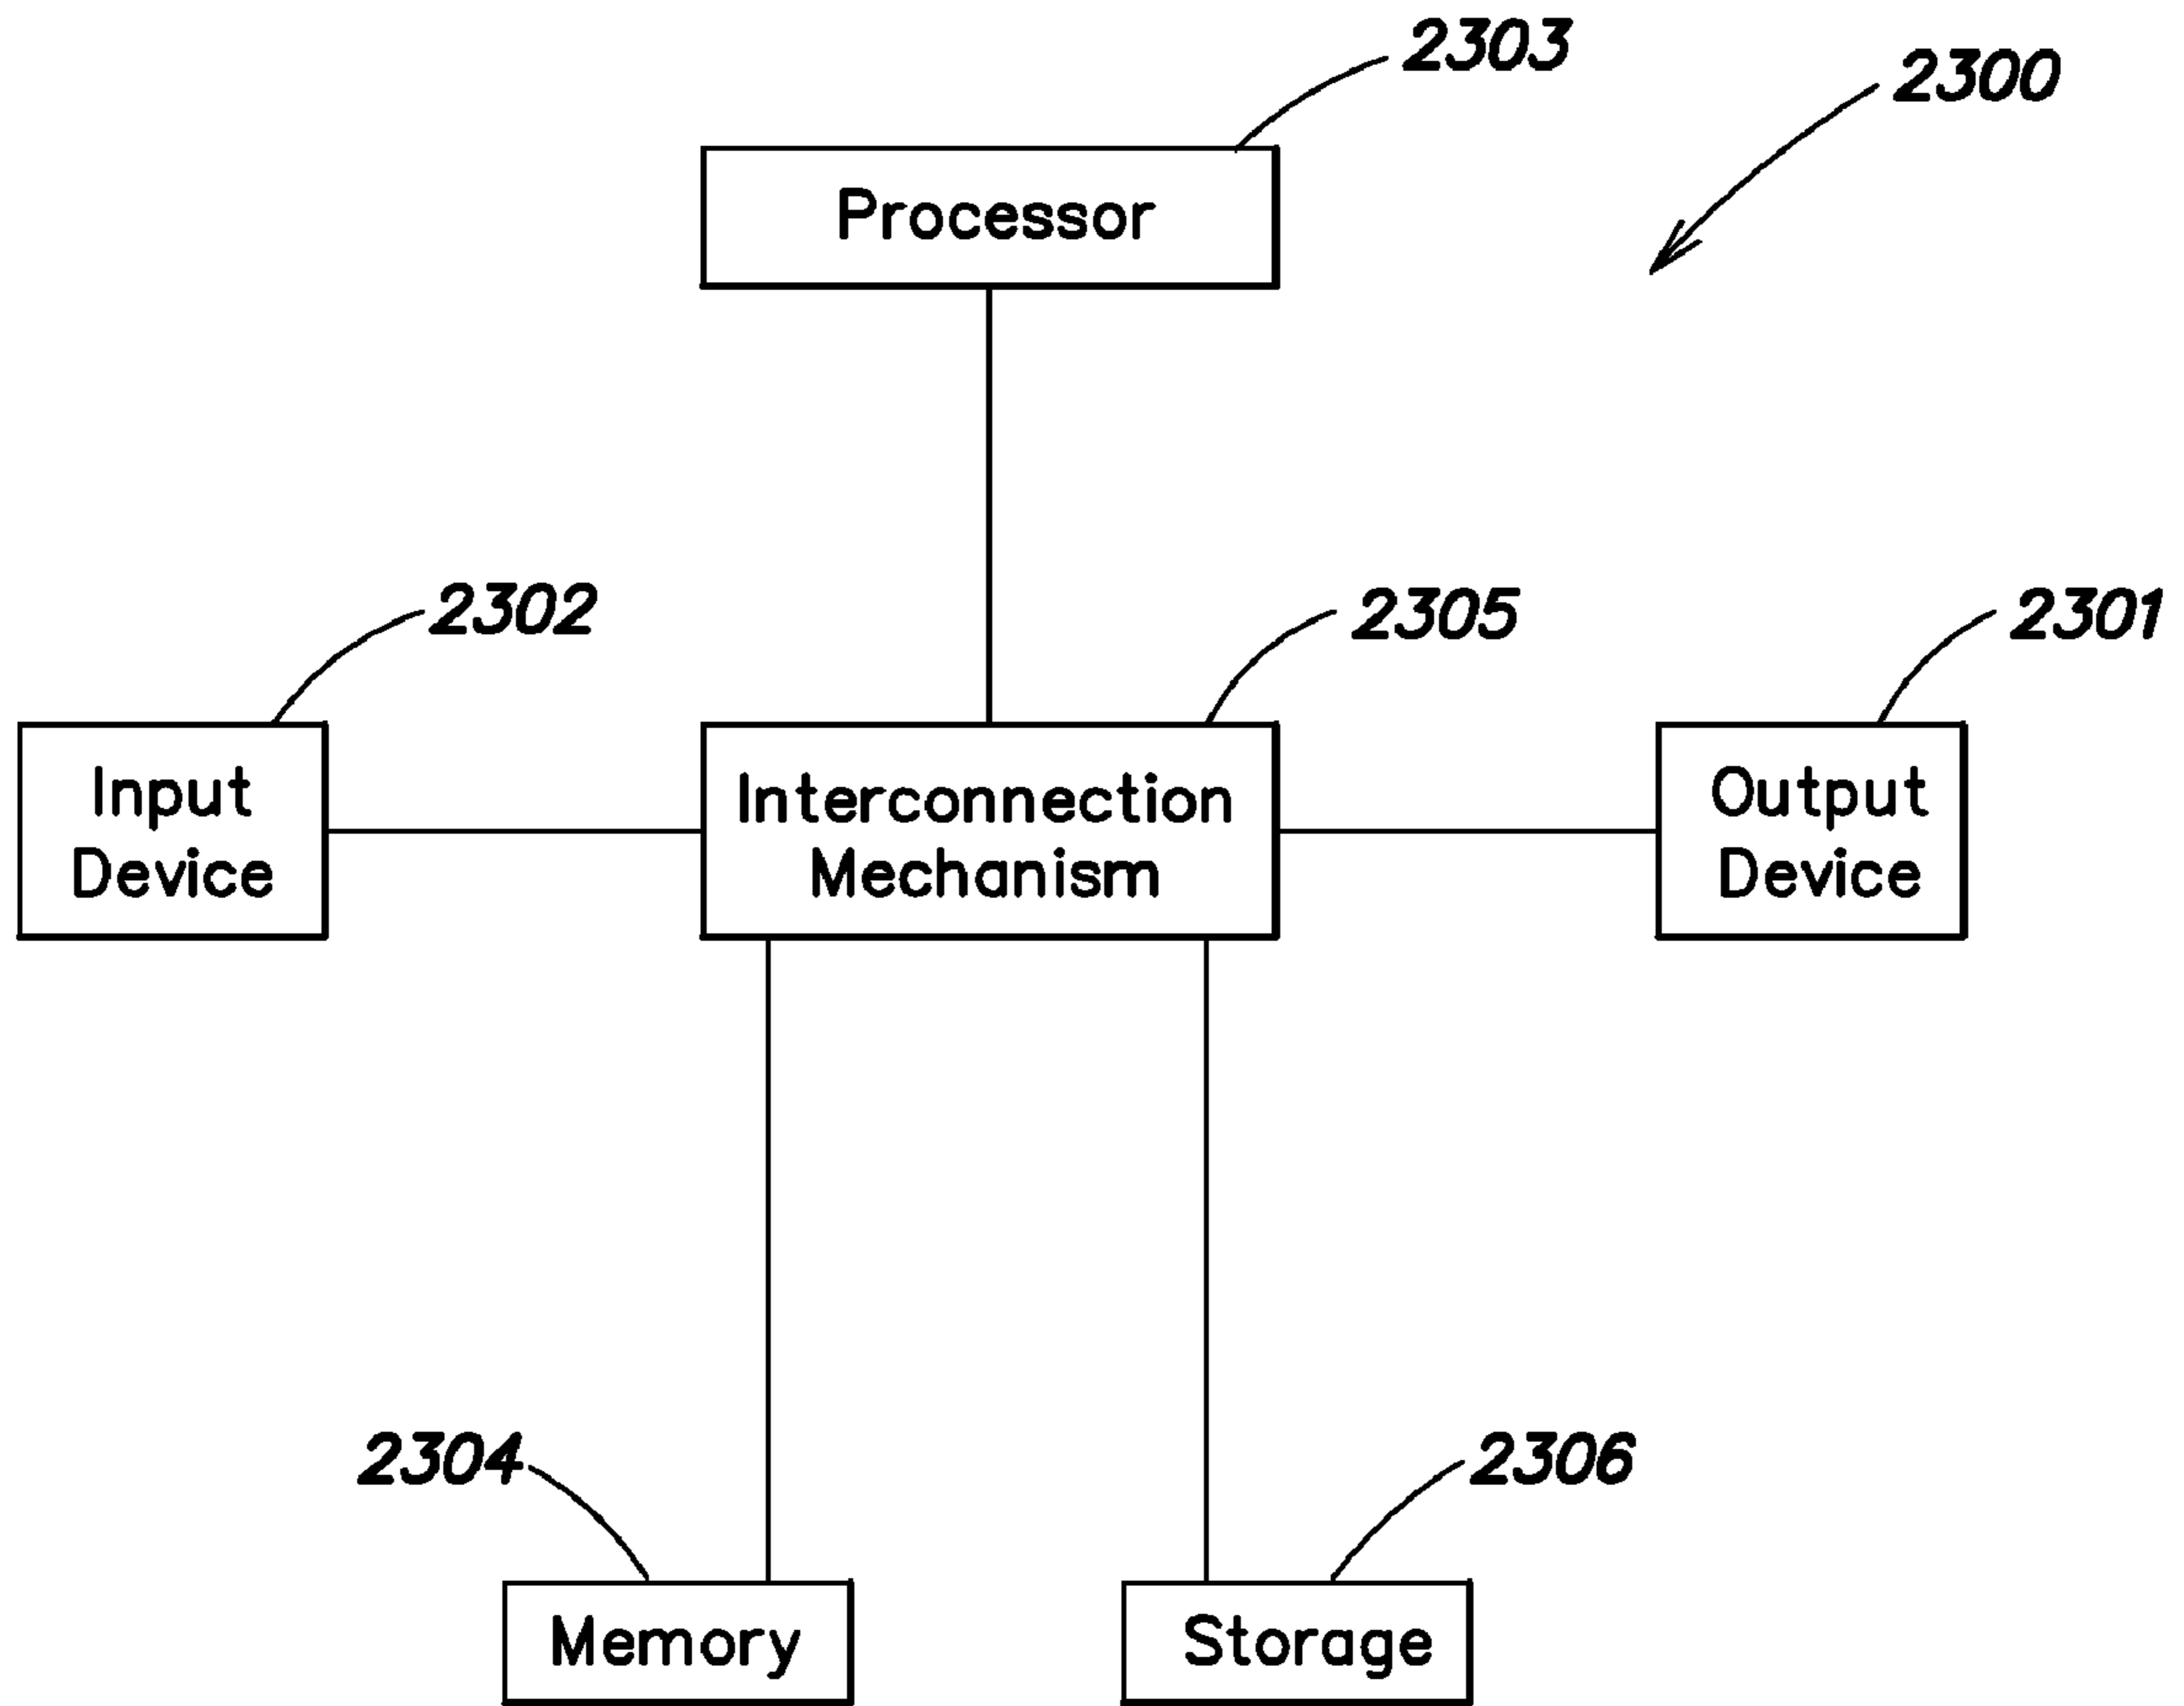 2303
2300
Processor
2302
2305
2301
Input
Device
Interconnection
Mechanism
Output
Device
2304
2306
Memory
Storage